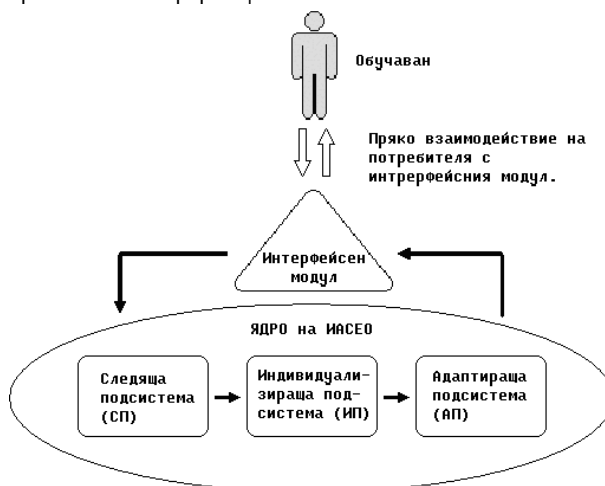 Обучаван
Пряко взаимодействие на
потребителя с
интрерфейсния модул.
Интерфейсен
модул
ЯДРО на ИАСЕО
Следяща
подсистема
(СП)
Индивидуали-
зираща под-
система (ИП)
Адаптираща
подсистема
(АП)